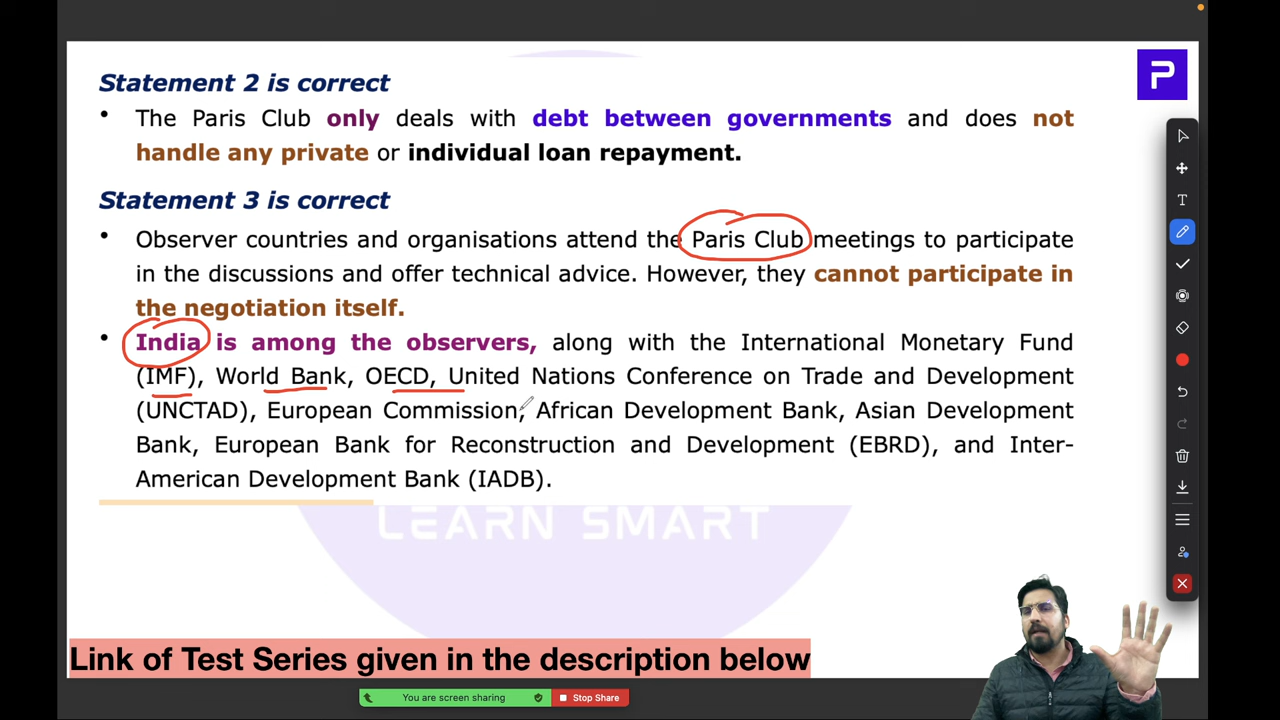 Statement 2 is correct
P
• The Paris Club only deals with debt between governments and does not
handle any private or individual loan repayment.
Statement 3 is correct
• Observer countries and organisations attend the Paris Club meetings to participate
in the discussions and offer technical advice. However, they cannot participate in
the negotiation itself.
• India is among the observers, along with the International Monetary Fund
(IMF), World Bank, OECD, United Nations Conference on Trade and Development
(UNCTAD), European Commission, African Development Bank, Asian Development
Bank, European Bank for Reconstruction and Development (EBRD), and Inter-
American Development Bank (IADB).
LEARN SMART
Link of Test Series given in the description below
You are screen sharing
Stop Share
T